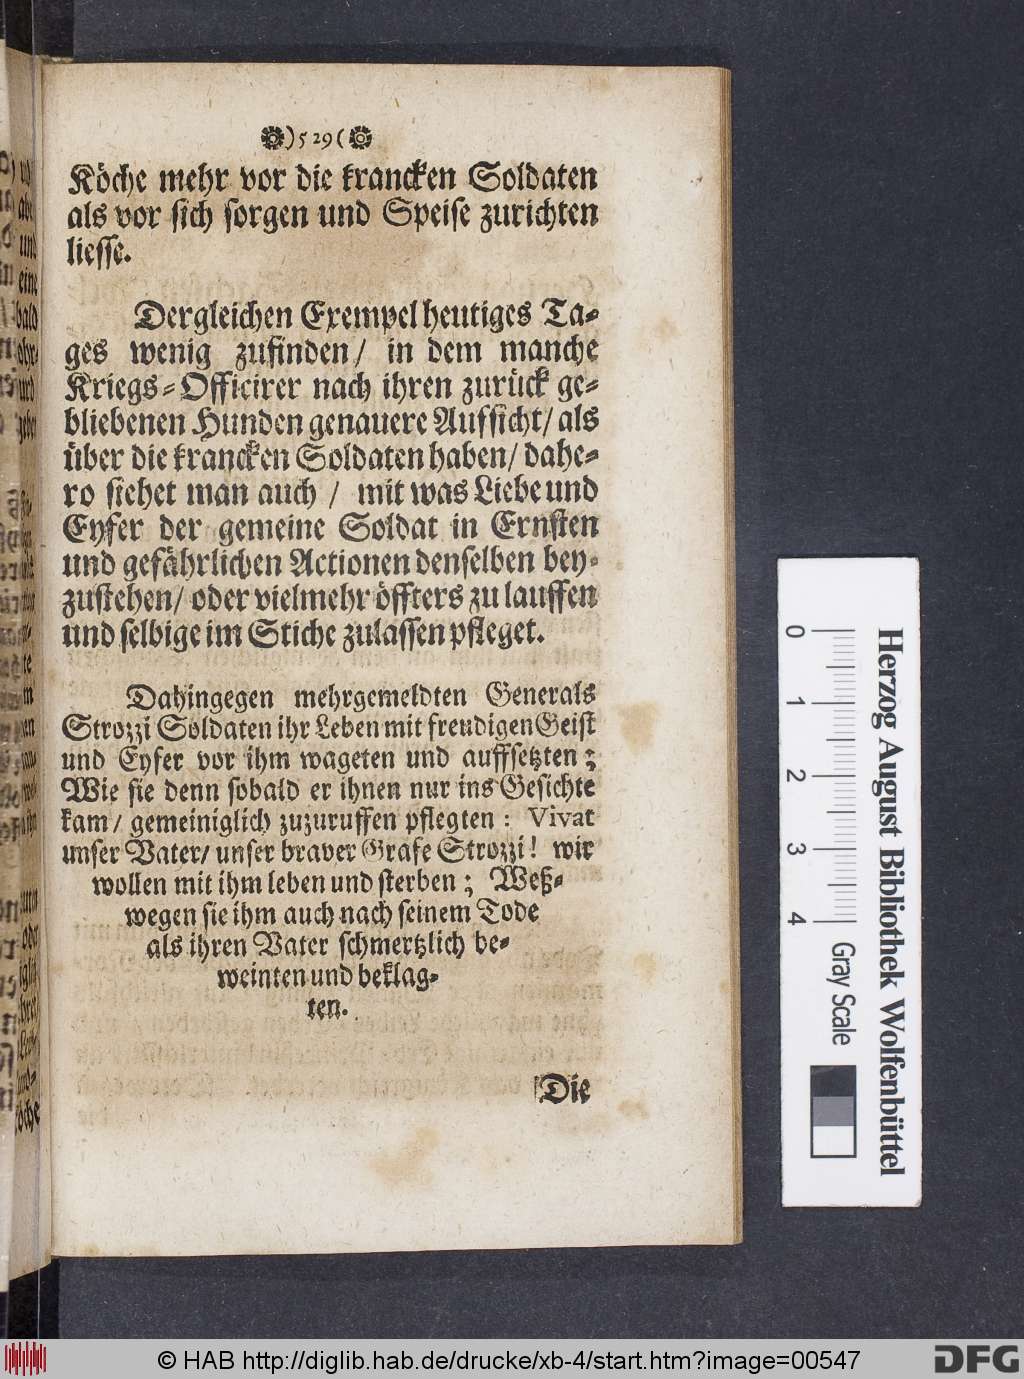 )529(
Köche mehr vor die krancken Soldaten
als vor sich sorgen und Speise zurichten
liesse.
Dergleichen Exempel heutiges Ta-
ges wenig zufinden/ in dem manche
Kriegs-Officirer nach ihren zurück ge-
bliebenen Hunden genauere Aufsicht/ als
über die krancken Soldaten haben/ dahe-
ro siehet man auch / mit was Liebe und
Eyfer der gemeine Soldat in Ernsten
und gefährlichen Actionen denselben bey-
zustehen/ oder vielmehr öffters zu lauffen
und selbige im Stiche zulassen pfleget.
Dahingegen mehrgemeldten Generals
Strozzi Soldaten ihr Leben mit freudigen Geist
und Eyfer vor ihm wageten und auffsetzten;
Wie sie denn sobald er ihnen nur ins Gesichte
kam/ gemeiniglich zuzuruffen pflegten: Vivat
unser Vater/ unser braver Grafe Strozzi! wir
wollen mit ihm leben und sterben; Weß-
wegen sie ihm auch nach seinem Tode
als ihren Vater schmertzlich be-
weinten und beklag-
ten.
Die
0 1 2 3 4
Gray Scale
Herzog August Bibliothek Wolfenbüttel
© HAB http://diglib.hab.de/drucke/xb-4/start.htm?image=00547
DFG